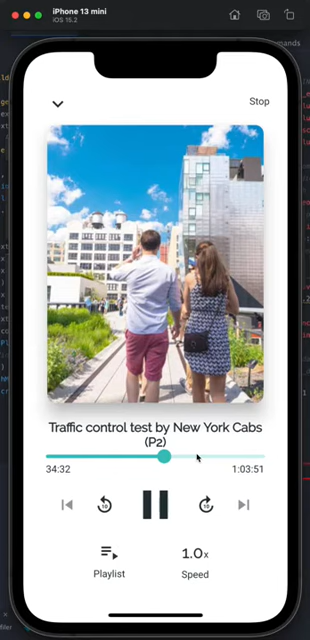 iPhone 13 mini
iOS 15.2
Stop
Traffic control test by New York Cabs
(P2)
34:32
1:03:51
10
10
Playlist
1.0x
Speed